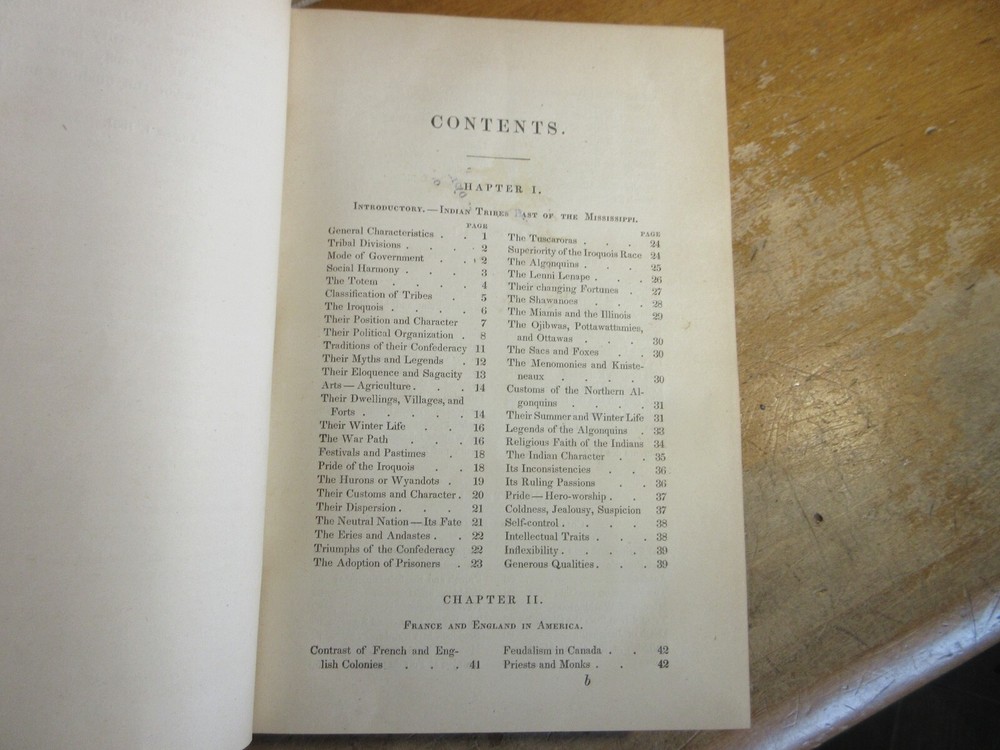 CONTENTS.
CHAPTER I.
Introductory.—Indian Tribes East of the Mississippi.
PAGE
General Characteristics . . 1
Tribal Divisions . . . . 2
Mode of Government . . 2
Social Harmony . . . . 3
The Totem . . . . 4
Classification of Tribes . . 5
The Iroquois . . . . . 6
Their Position and Character 7
Their Political Organization . 8
Traditions of their Confederacy 11
Their Myths and Legends . 12
Their Eloquence and Sagacity 13
Arts—Agriculture . . . 14
Their Dwellings, Villages, and
Forts . . . . . 14
Their Winter Life . . 16
The War Path . . . 16
Festivals and Pastimes . 18
Pride of the Iroquois . . 18
The Hurons or Wyandots . 19
Their Customs and Character . 20
Their Dispersion . . . 21
The Neutral Nation—Its Fate 21
The Eries and Andastes . . 22
Triumphs of the Confederacy 22
The Adoption of Prisoners . 23
PAGE
The Tuscaroras . . . 24
Superiority of the Iroquois Race 24
The Algonquins . . . 25
The Lenni Lenape . . . 26
Their changing Fortunes . 27
The Shawanoes . . . 28
The Miamis and the Illinois 29
The Ojibwas, Pottawattamies,
and Ottawas . . . 30
The Sacs and Foxes . . 30
The Menomonies and Kniste-
neaux . . . . 30
Customs of the Northern Al-
gonquins . . . . 31
Their Summer and Winter Life 31
Legends of the Algonquins . 33
Religious Faith of the Indians 34
The Indian Character . . 35
Its Inconsistencies . . 36
Its Ruling Passions . . 36
Pride—Hero-worship . . 37
Coldness, Jealousy, Suspicion 37
Self-control . . . . 38
Intellectual Traits . . . 38
Inflexibility . . . . 39
Generous Qualities . . . 39
CHAPTER II.
France and England in America.
Contrast of French and Eng-
lish Colonies . . . 41
Feudalism in Canada . . 42
Priests and Monks . . 42
b